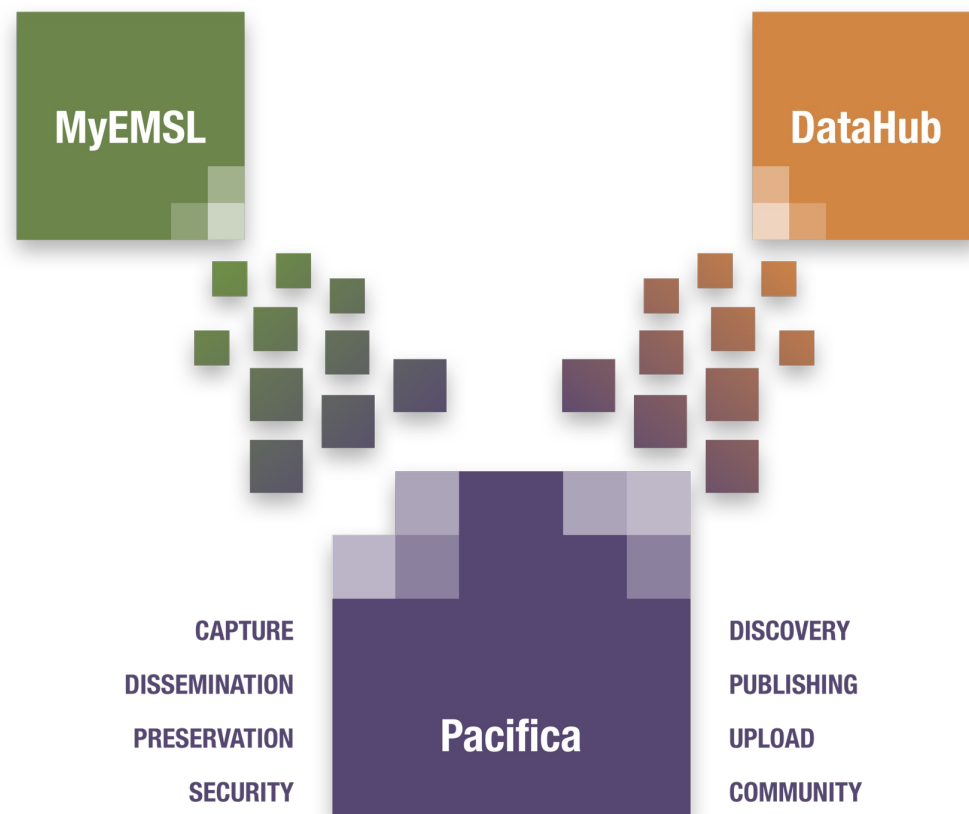 MyEMSL
DataHub
CAPTURE
DISSEMINATION
PRESERVATION
SECURITY
Pacifica
DISCOVERY
PUBLISHING
UPLOAD
COMMUNITY